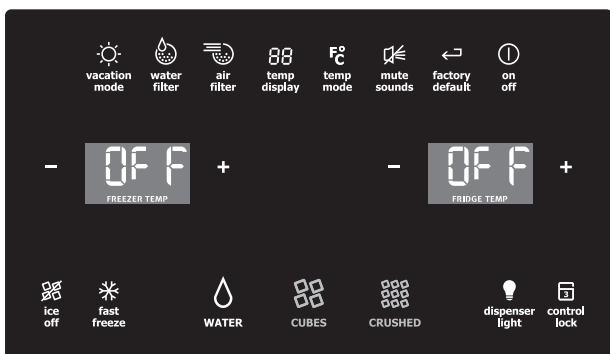 88 F° C
vacation mode
water filter
air filter
temp display
temp mode
mute sounds
factory default
on off
- OFF +
FREEZER TEMP
- OFF +
FRIDGE TEMP
3
ice off
fast freeze
WATER
CUBES
CRUSHED
dispenser light
control lock